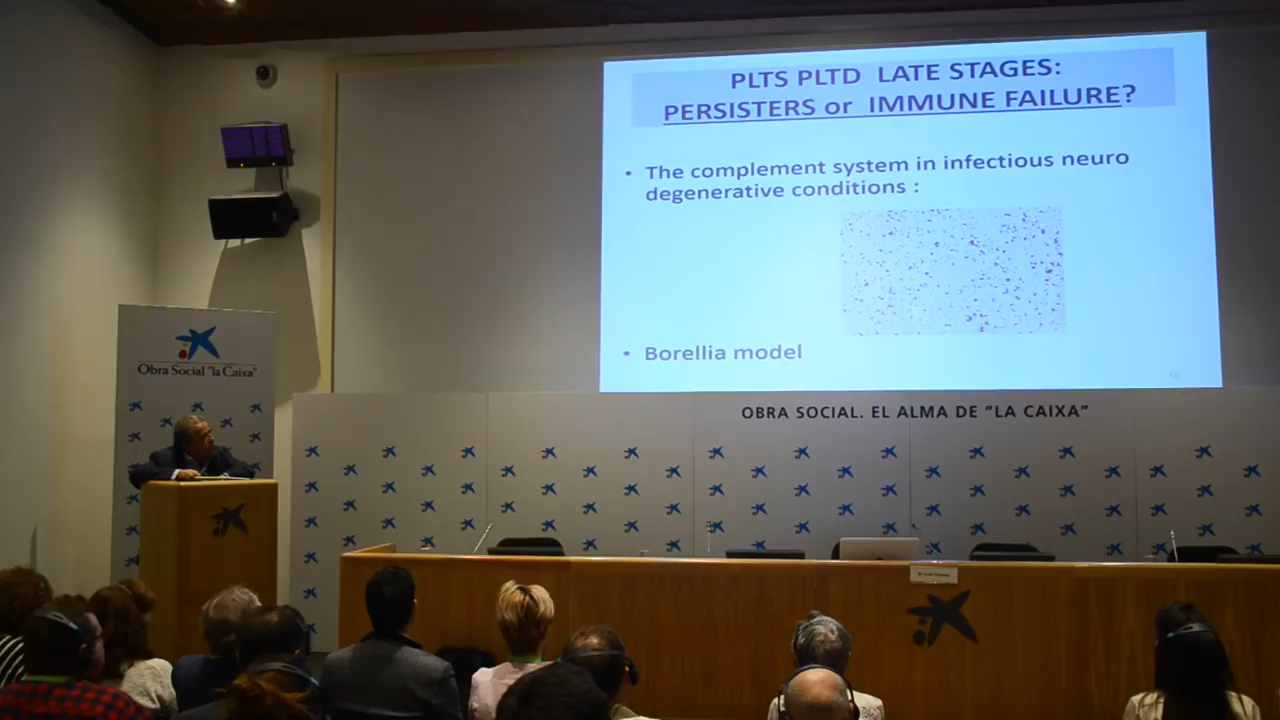 PLTS PLTD LATE STAGES:
PERSISTERS or IMMUNE FAILURE?
• The complement system in infectious neuro
degenerative conditions :
• Borellia model
16
Obra Social "la Caixa"
OBRA SOCIAL. EL ALMA DE "LA CAIXA"